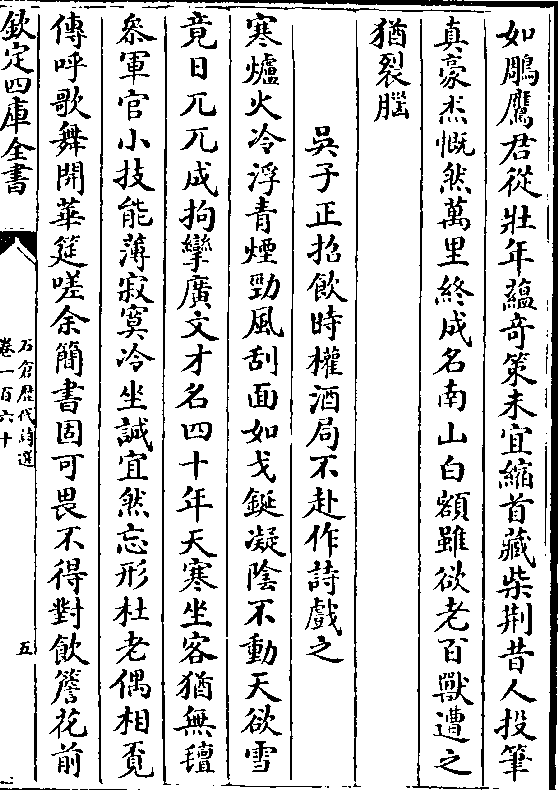 如鵰鷹君從壯年蘊奇策未宜縮首藏柴荆昔人投筆
真豪杰慨然萬里終成名南山白額雖欲老百獸遭之
猶裂腦
吳子正招飲時權酒局不赴作詩戲之
寒爐火冷浮青煙勁風刮面如戈鋋凝陰不動天欲雪
竟日兀兀成拘攣廣文才名四十年天寒坐客猶無氊
叅軍官小技能薄寂寞冷坐誠宜然忘形杜老偶相覔
傳呼歌舞開華筵嗟余簡書固可畏不得對飲簷花前
欽定四庫全書
石倉歷代詩選
卷一百六十
五